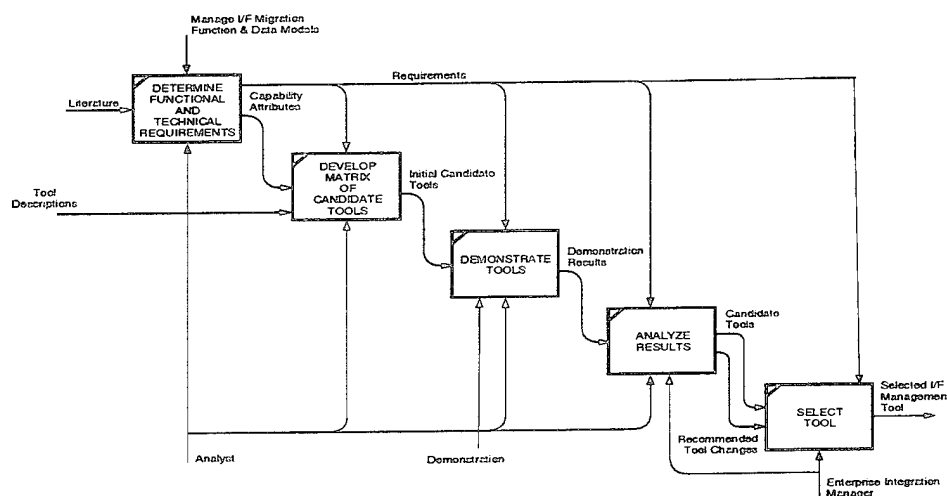 Manage I/F Migration
Function & Data Models
Requirements
DETERMINE
FUNCTIONAL
AND
TECHNICAL
REQUIREMENTS
Literature
Capability
Attributes
DEVELOP
MATRIX
OF
CANDIDATE
TOOLS
Initial Candidate
Tools
Tool
Descriptions
DEMONSTRATE
TOOLS
Demonstration
Results
ANALYZE
RESULTS
Candidate
Tools
SELECT
TOOL
Selected I/F
Managemen
Tool
Recommended
Tool Changes
Analyst
Demonstration
Enterprise Integration
Manager